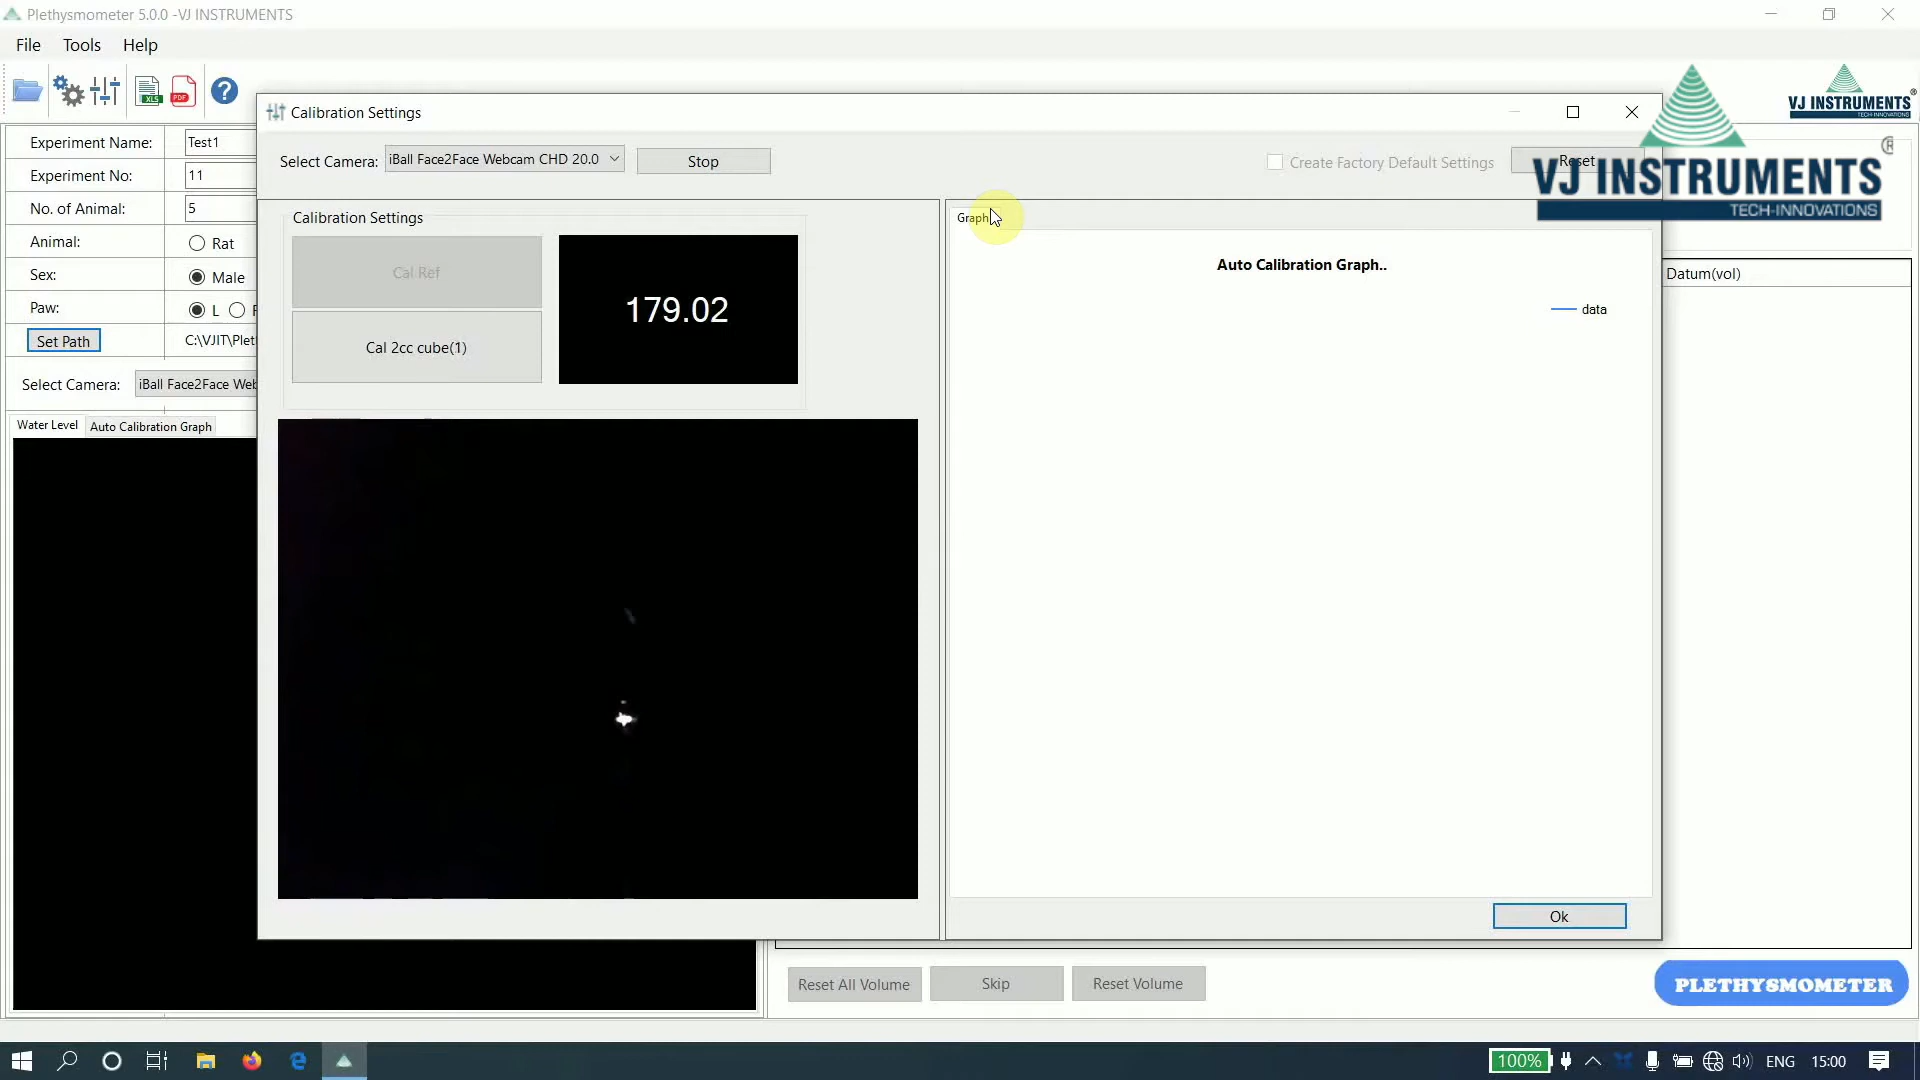 Plethysmometer 5.0.0 -VJ INSTRUMENTS
File Tools Help
XLS PDF ?
VJ INSTRUMENTS®
TECH-INNOVATIONS
Calibration Settings
VJ INSTRUMENTS®
TECH-INNOVATIONS
Select Camera: iBall Face2Face Webcam CHD 20.0 Stop
Create Factory Default Settings Reset
Experiment Name: Test1
Experiment No: 11
No. of Animal: 5
Animal: Rat
Sex: Male
Paw: L
Set Path C:\VJIT\Plet
Select Camera: iBall Face2Face Web
Water Level Auto Calibration Graph
Calibration Settings
Cal Ref
Cal 2cc cube(1)
179.02
Graph
Auto Calibration Graph..
data
Ok
Datum(vol)
Reset All Volume Skip Reset Volume
PLETHYSMOMETER
100% ENG 15:00